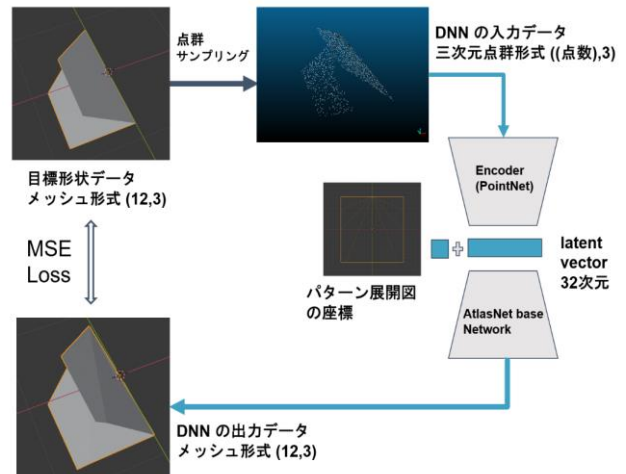 点群
サンプリング
DNN の入力データ
三次元点群形式 ((点数),3)
目標形状データ
メッシュ形式 (12,3)
Encoder
(PointNet)
MSE
Loss
パターン展開図
の座標
latent
vector
32次元
AtlasNet base
Network
DNN の出力データ
メッシュ形式 (12,3)